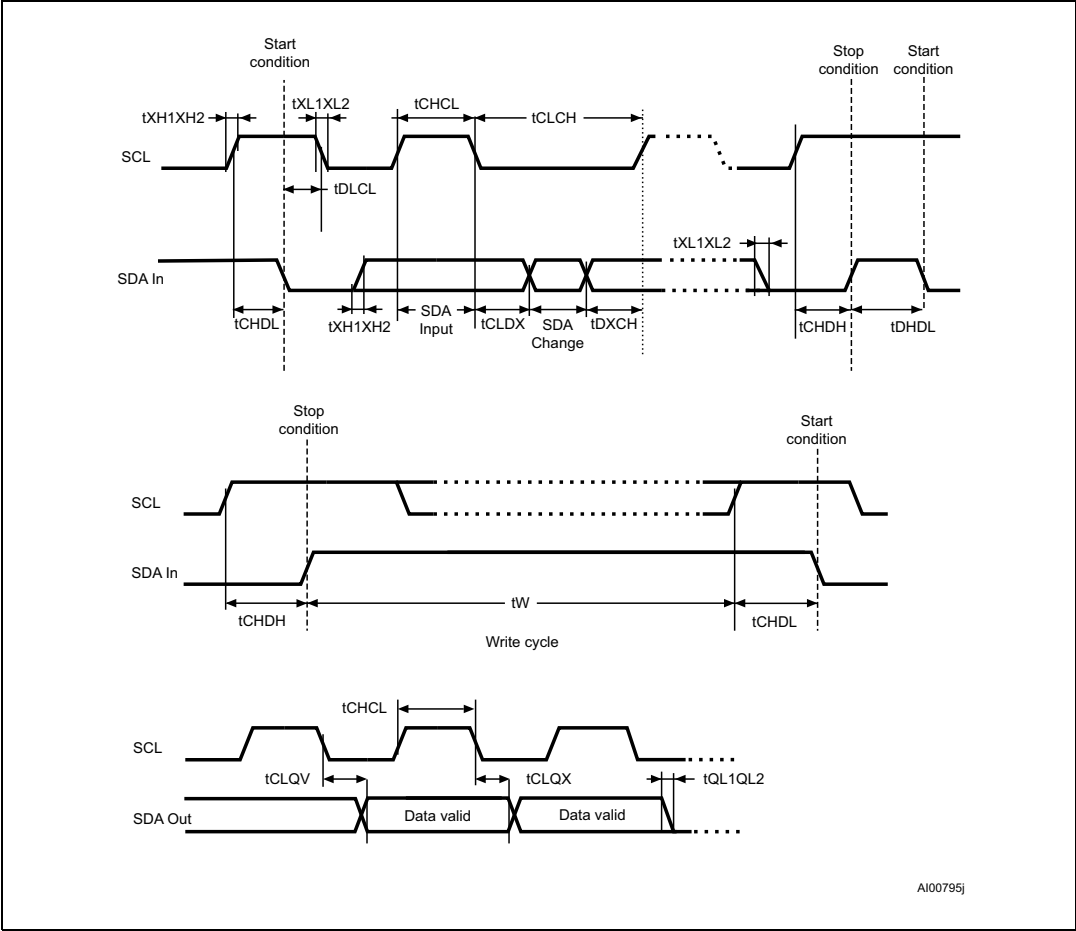 Start
condition
Stop
condition
Start
condition
tXH1XH2
tXL1XL2
tCHCL
tCLCH
SCL
tDLCL
tXL1XL2
SDA In
tCHDL
tXH1XH2
SDA
Input
tCLDX
SDA
Change
tDXCH
tCHDH
tDHDL
Stop
condition
Start
condition
SCL
SDA In
tCHDH
tW
tCHDL
Write cycle
tCHCL
SCL
tCLQV
tCLQX
tQL1QL2
SDA Out
Data valid
Data valid
AI00795j